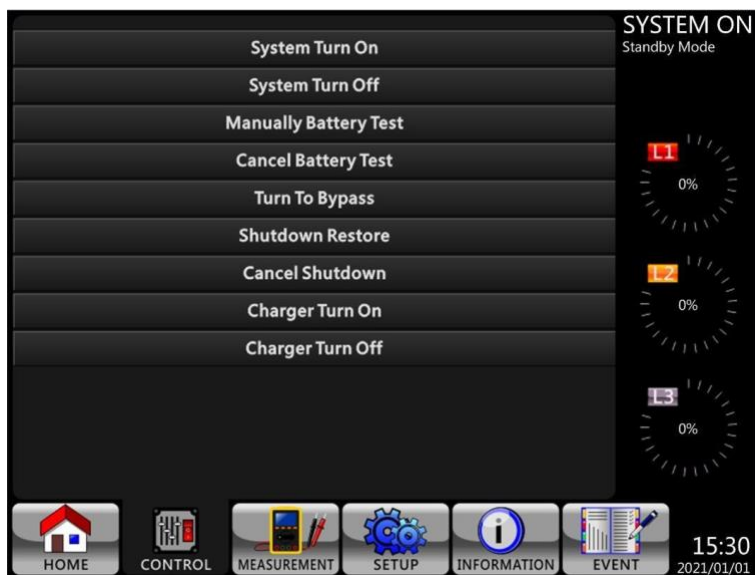 SYSTEM ON
Standby Mode
System Turn On
System Turn Off
Manually Battery Test
Cancel Battery Test
Turn To Bypass
Shutdown Restore
Cancel Shutdown
Charger Turn On
Charger Turn Off
L1
0%
L2
0%
L3
0%
HOME
CONTROL
MEASUREMENT
SETUP
INFORMATION
EVENT
15:30
2021/01/01